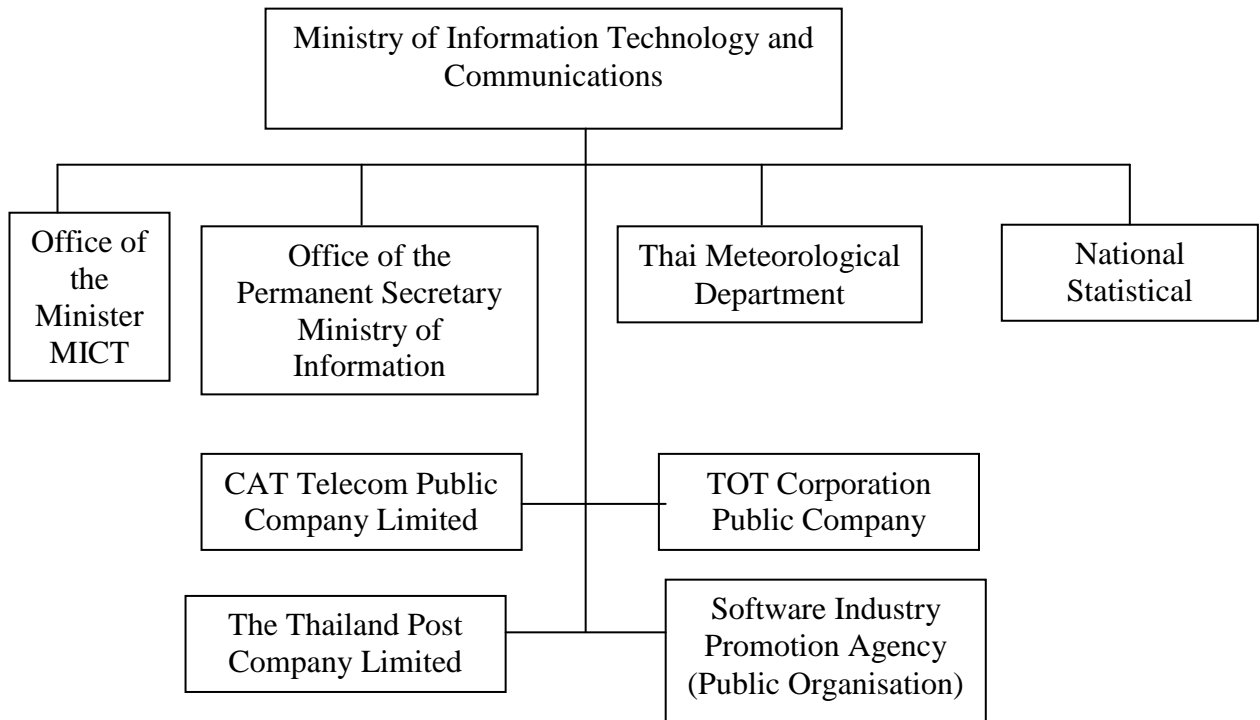 Ministry of Information Technology and
Communications
Office of
the
Minister
MICT
Office of the
Permanent Secretary
Ministry of
Information
Thai Meteorological
Department
National
Statistical
CAT Telecom Public
Company Limited
TOT Corporation
Public Company
The Thailand Post
Company Limited
Software Industry
Promotion Agency
(Public Organisation)